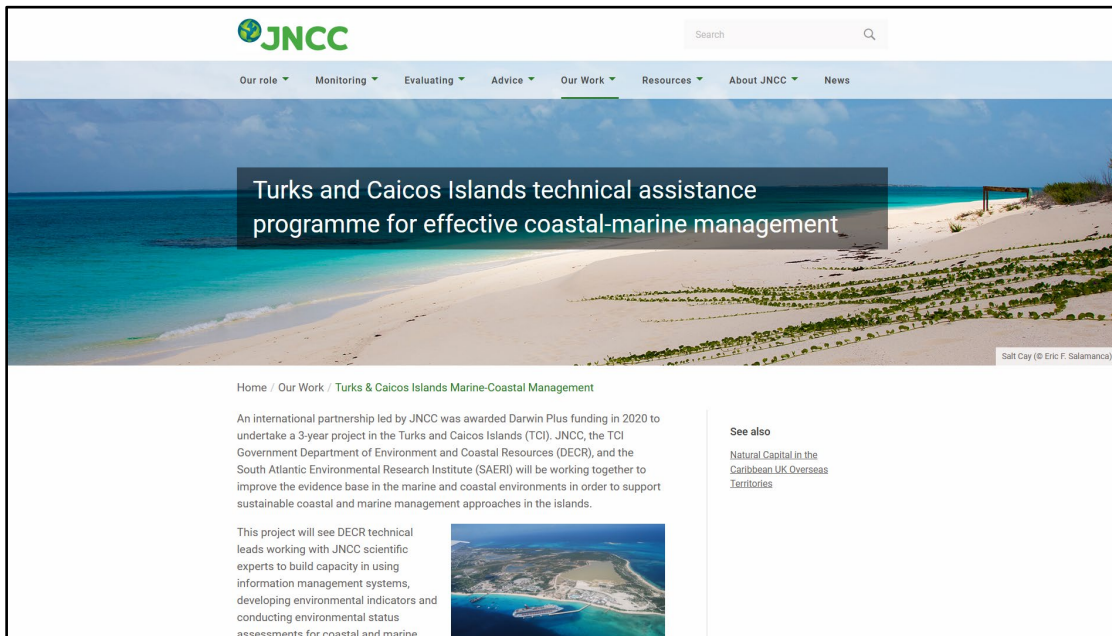 JNCC
Search
Our role
Monitoring
Evaluating
Advice
Our Work
Resources
About JNCC
News
Turks and Caicos Islands technical assistance
programme for effective coastal-marine management
Salt Cay (© Eric F. Salamanca)
Home / Our Work / Turks & Caicos Islands Marine-Coastal Management
An international partnership led by JNCC was awarded Darwin Plus funding in 2020 to
undertake a 3-year project in the Turks and Caicos Islands (TCI). JNCC, the TCI
Government Department of Environment and Coastal Resources (DECR), and the
South Atlantic Environmental Research Institute (SAERI) will be working together to
improve the evidence base in the marine and coastal environments in order to support
sustainable coastal and marine management approaches in the islands.
See also
Natural Capital in the
Caribbean UK Overseas
Territories
This project will see DECR technical
leads working with JNCC scientific
experts to build capacity in using
information management systems,
developing environmental indicators and
conducting environmental status
assessments for coastal and marine